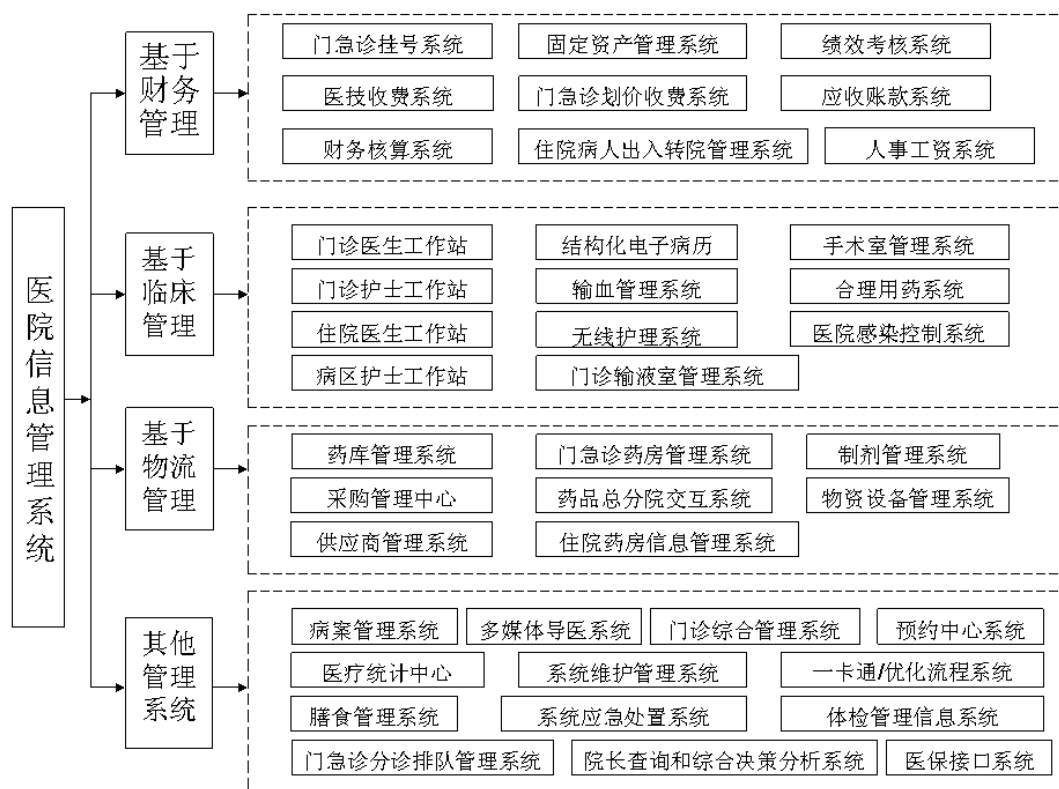 医院信息管理系统
基于
财务
管理
门急诊挂号系统 固定资产管理系统 绩效考核系统
医技收费系统 门急诊划价收费系统 应收账款系统
财务核算系统 住院病人出入转院管理系统 人事工资系统
基于
临床
管理
门诊医生工作站 结构化电子病历 手术室管理系统
门诊护士工作站 输血管理系统 合理用药系统
住院医生工作站 无线护理系统 医院感染控制系统
病区护士工作站 门诊输液室管理系统
基于
物流
管理
药库管理系统 门急诊药房管理系统 制剂管理系统
采购管理中心 药品总分院交互系统 物资设备管理系统
供应商管理系统 住院药房信息管理系统
其他
管理
系统
病案管理系统 多媒体导医系统 门诊综合管理系统 预约中心系统
医疗统计中心 系统维护管理系统 一卡通/优化流程系统
膳食管理系统 系统应急处置系统 体检管理信息系统
门急诊分诊排队管理系统 院长查询和综合决策分析系统 医保接口系统